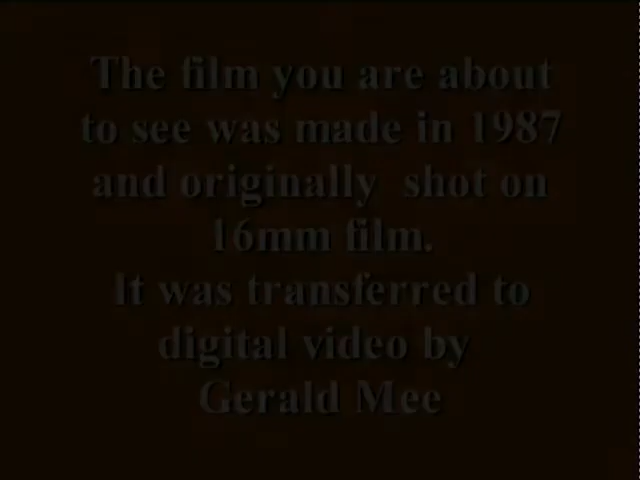 The film you are about
to see was made in 1987
and originally shot on
16mm film.
It was transferred to
digital video by
Gerald Mee